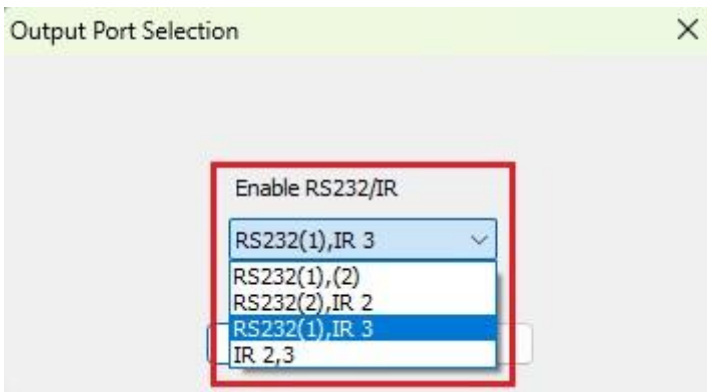 Output Port Selection
Enable RS232/IR
RS232(1),IR 3
RS232(1),(2)
RS232(2),IR 2
RS232(1),IR 3
IR 2,3